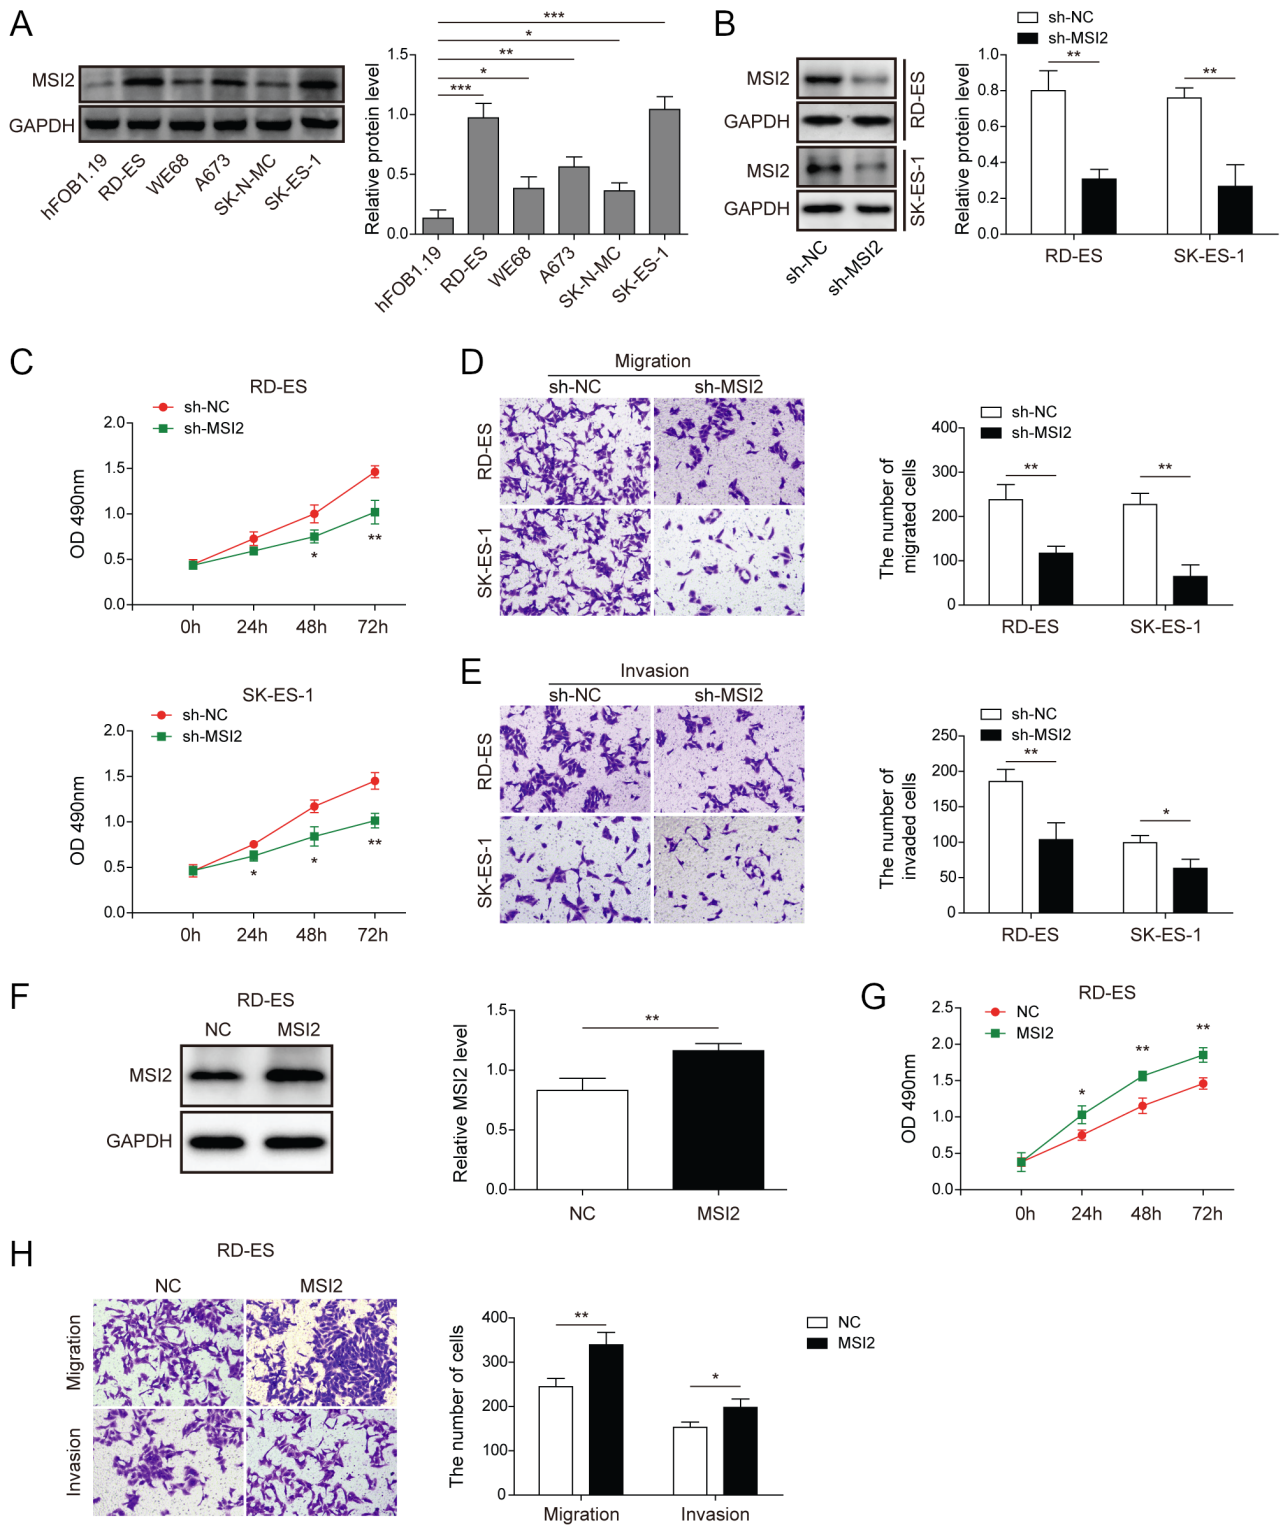 A
MSI2
GAPDH
hFOB1.19
RD-ES
WE68
A673
SK-N-MC
SK-ES-1
***
*
**
*
***
Relative protein level
1.5
1.0
0.5
0.0
hFOB1.19
RD-ES
WE68
A673
SK-N-MC
SK-ES-1
B
MSI2
GAPDH
MSI2
GAPDH
RD-ES
SK-ES-1
sh-NC
sh-MSI2
sh-NC
sh-MSI2
**
**
Relative protein level
1.0
0.8
0.6
0.4
0.2
0.0
RD-ES
SK-ES-1
C
RD-ES
sh-NC
sh-MSI2
OD 490nm
2.0
1.5
1.0
0.5
0.0
*
**
0h
24h
48h
72h
SK-ES-1
sh-NC
sh-MSI2
OD 490nm
2.0
1.5
1.0
0.5
0.0
*
*
**
0h
24h
48h
72h
D
Migration
sh-NC
sh-MSI2
RD-ES
SK-ES-1
sh-NC
sh-MSI2
The number of
migrated cells
400
300
200
100
0
**
**
RD-ES
SK-ES-1
E
Invasion
sh-NC
sh-MSI2
RD-ES
SK-ES-1
sh-NC
sh-MSI2
The number of
invaded cells
250
200
150
100
50
0
**
*
RD-ES
SK-ES-1
F
RD-ES
NC
MSI2
MSI2
GAPDH
Relative MSI2 level
1.5
1.0
0.5
0.0
**
NC
MSI2
G
RD-ES
NC
MSI2
OD 490nm
2.5
2.0
1.5
1.0
0.5
0.0
*
**
**
0h
24h
48h
72h
H
RD-ES
NC
MSI2
Migration
Invasion
The number of cells
400
300
200
100
0
**
*
NC
MSI2
Migration
Invasion